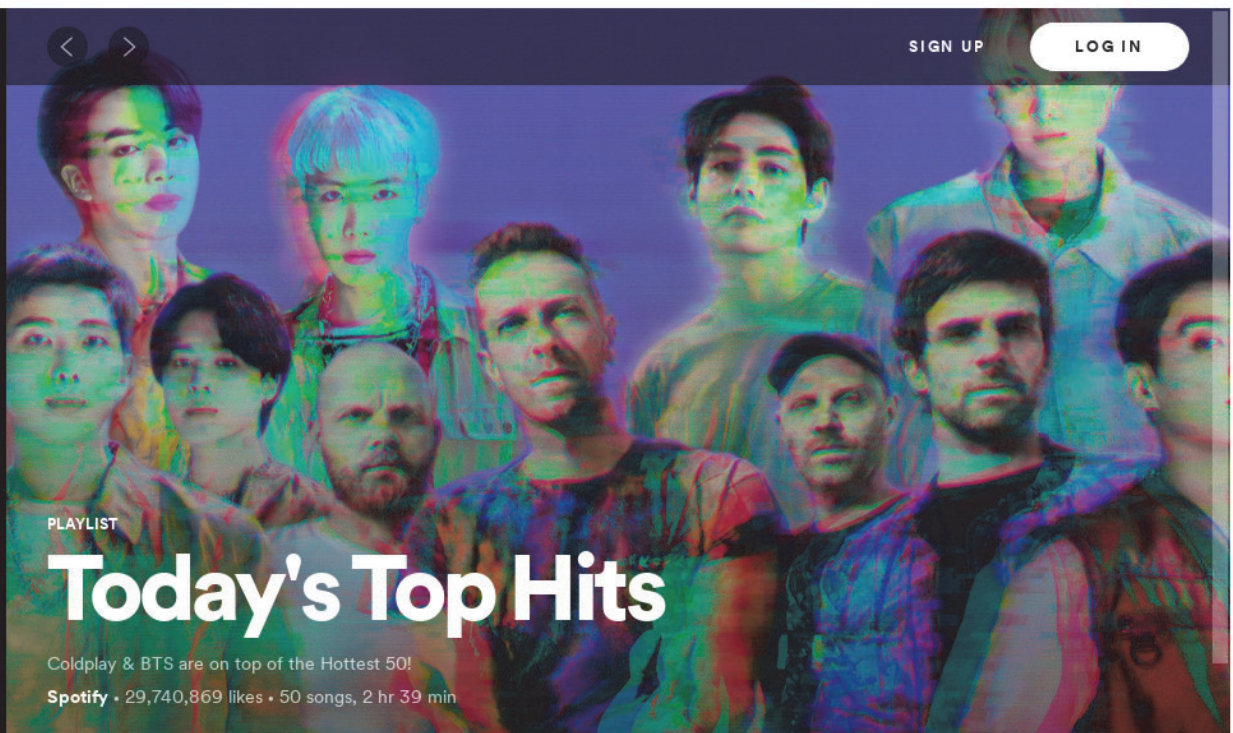 SIGN UP
LOG IN
PLAYLIST
Today's Top Hits
Coldplay & BTS are on top of the Hottest 50!
Spotify • 29,740,869 likes • 50 songs, 2 hr 39 min